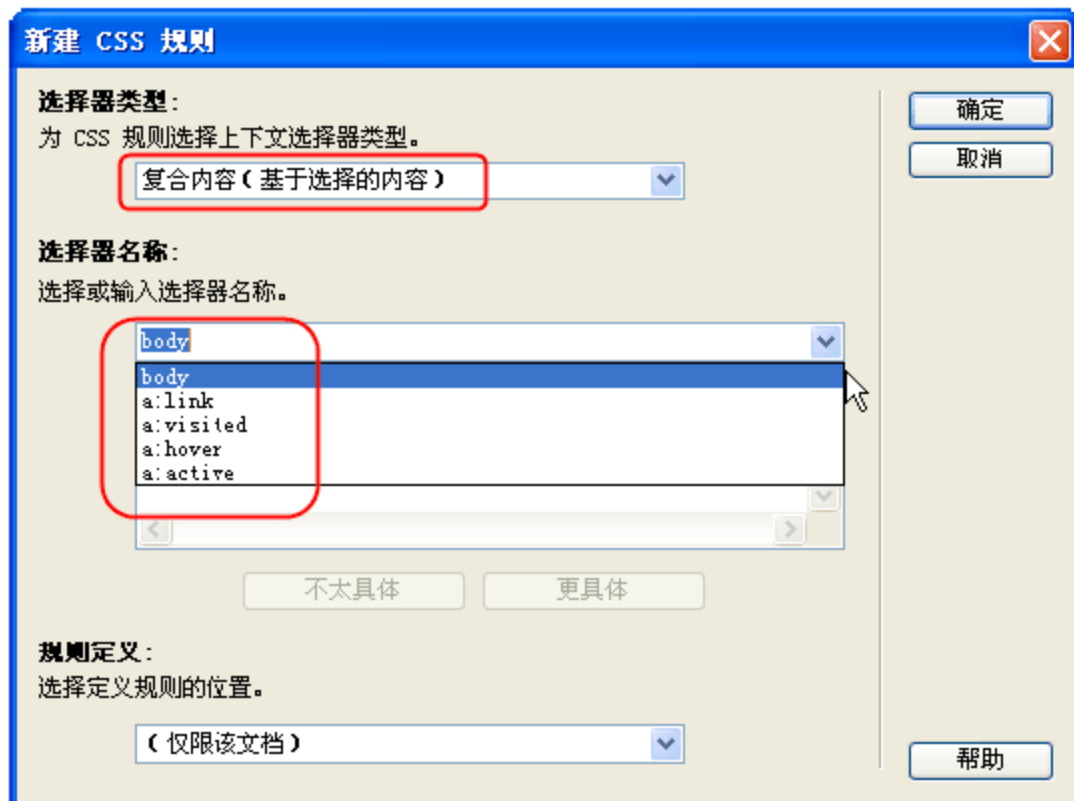 新建 CSS 规则
选择器类型:
确定
为 CSS 规则选择上下文选择器类型。
取消
复合内容(基于选择的内容)
选择器名称:
选择或输入选择器名称。
body
body
a:link
a:visited
a:hover
a:active
不太具体
更具体
规则定义:
选择定义规则的位置。
(仅限该文档)
帮助